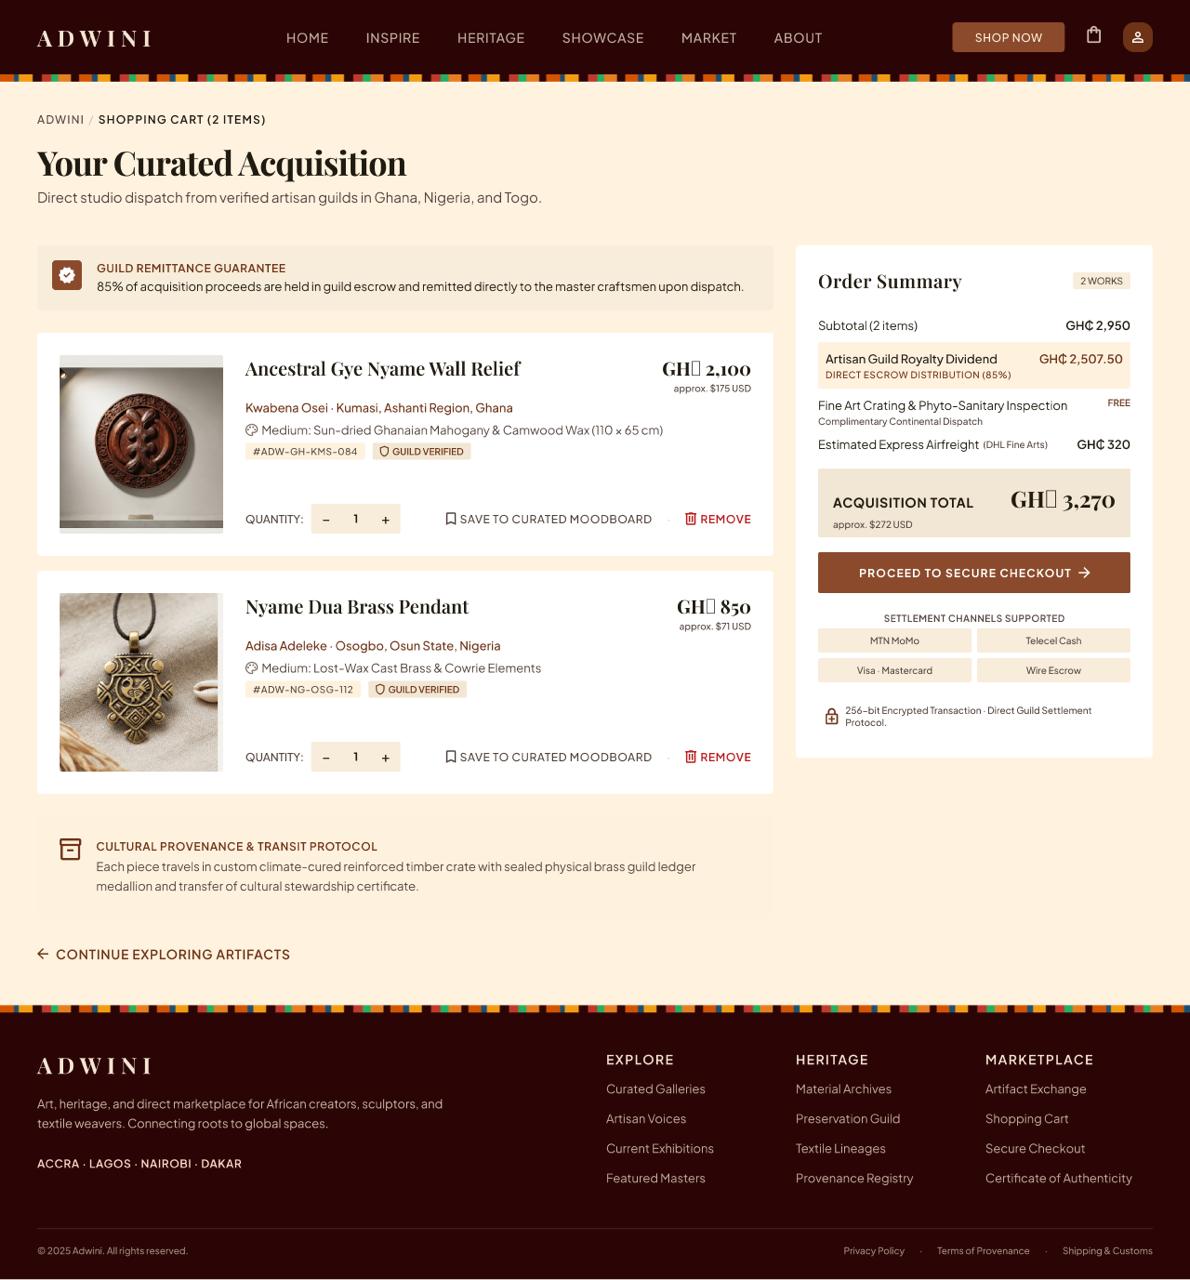 ADWINI
HOME INSPIRE HERITAGE SHOWCASE MARKET ABOUT
SHOP NOW
ADWINI / SHOPPING CART (2 ITEMS)
Your Curated Acquisition
Direct studio dispatch from verified artisan guilds in Ghana, Nigeria, and Togo.
GUILD REMITTANCE GUARANTEE
85% of acquisition proceeds are held in guild escrow and remitted directly to the master craftsmen upon dispatch.
Ancestral Gye Nyame Wall Relief
GH▯ 2,100
approx. $175 USD
Kwabena Osei · Kumasi, Ashanti Region, Ghana
Medium: Sun-dried Ghanaian Mahogany & Camwood Wax (110 × 65 cm)
#ADW-GH-KMS-084 GUILD VERIFIED
QUANTITY: − 1 + SAVE TO CURATED MOODBOARD · REMOVE
Nyame Dua Brass Pendant
GH▯ 850
approx. $71 USD
Adisa Adeleke · Osogbo, Osun State, Nigeria
Medium: Lost-Wax Cast Brass & Cowrie Elements
#ADW-NG-OSG-112 GUILD VERIFIED
QUANTITY: − 1 + SAVE TO CURATED MOODBOARD · REMOVE
CULTURAL PROVENANCE & TRANSIT PROTOCOL
Each piece travels in custom climate-cured reinforced timber crate with sealed physical brass guild ledger
medallion and transfer of cultural stewardship certificate.
← CONTINUE EXPLORING ARTIFACTS
Order Summary 2 WORKS
Subtotal (2 items) GH₵ 2,950
Artisan Guild Royalty Dividend GH₵ 2,507.50
DIRECT ESCROW DISTRIBUTION (85%)
Fine Art Crating & Phyto-Sanitary Inspection FREE
Complimentary Continental Dispatch
Estimated Express Airfreight (DHL Fine Arts) GH₵ 320
ACQUISITION TOTAL GH▯ 3,270
approx. $272 USD
PROCEED TO SECURE CHECKOUT →
SETTLEMENT CHANNELS SUPPORTED
MTN MoMo Telecel Cash
Visa · Mastercard Wire Escrow
256-bit Encrypted Transaction · Direct Guild Settlement
Protocol.
ADWINI
Art, heritage, and direct marketplace for African creators, sculptors, and
textile weavers. Connecting roots to global spaces.
ACCRA · LAGOS · NAIROBI · DAKAR
EXPLORE
Curated Galleries
Artisan Voices
Current Exhibitions
Featured Masters
HERITAGE
Material Archives
Preservation Guild
Textile Lineages
Provenance Registry
MARKETPLACE
Artifact Exchange
Shopping Cart
Secure Checkout
Certificate of Authenticity
© 2025 Adwini. All rights reserved.
Privacy Policy · Terms of Provenance · Shipping & Customs